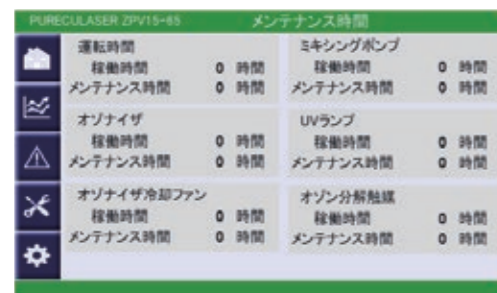 PURECULASER ZPV15-65 メンテナンス時間
運転時間
稼働時間 0 時間
メンテナンス時間 0 時間
ミキシングポンプ
稼働時間 0 時間
メンテナンス時間 0 時間
オゾナイザ
稼働時間 0 時間
メンテナンス時間 0 時間
UVランプ
稼働時間 0 時間
メンテナンス時間 0 時間
オゾナイザ冷却ファン
稼働時間 0 時間
メンテナンス時間 0 時間
オゾン分解触媒
稼働時間 0 時間
メンテナンス時間 0 時間